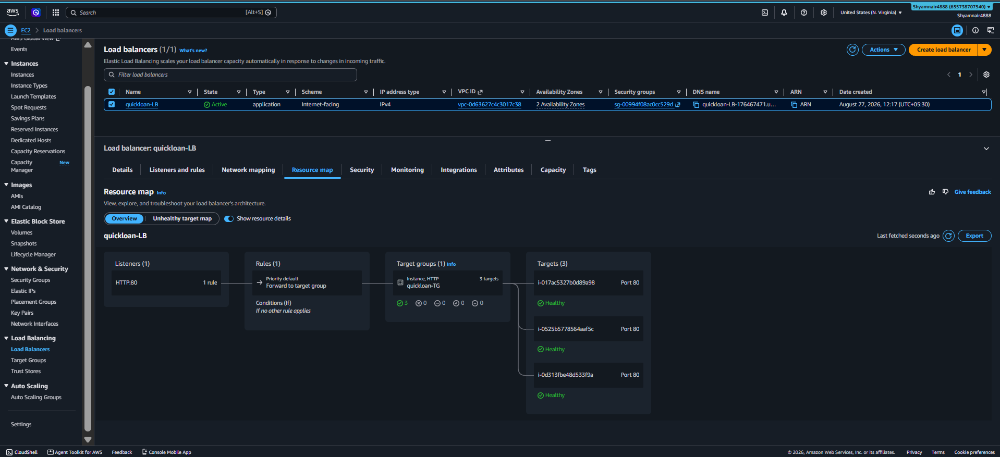 aws
Search
[Alt+S]
United States (N. Virginia)
Shyamnair4888 (655738707540)
Shyamnair4888
EC2
Load balancers
AWS Global View
Events
Instances
Instances
Instance Types
Launch Templates
Spot Requests
Savings Plans
Reserved Instances
Dedicated Hosts
Capacity Reservations
Capacity Manager New
Images
AMIs
AMI Catalog
Elastic Block Store
Volumes
Snapshots
Lifecycle Manager
Network & Security
Security Groups
Elastic IPs
Placement Groups
Key Pairs
Network Interfaces
Load Balancing
Load Balancers
Target Groups
Trust Stores
Auto Scaling
Auto Scaling Groups
Settings
Load balancers (1/1) What's new?
Actions
Create load balancer
Elastic Load Balancing scales your load balancer capacity automatically in response to changes in incoming traffic.
Filter load balancers
1
Name State Type Scheme IP address type VPC ID Availability Zones Security groups DNS name ARN Date created
quickloan-LB Active application Internet-facing IPv4 vpc-0d63627c4c3017c38 2 Availability Zones sg-00994f08ac0cc529d quickloan-LB-176467471.u... ARN August 27, 2026, 12:17 (UTC+05:30)
Load balancer: quickloan-LB
Details Listeners and rules Network mapping Resource map Security Monitoring Integrations Attributes Capacity Tags
Resource map Info
Give feedback
View, explore, and troubleshoot your load balancer's architecture.
Overview Unhealthy target map Show resource details
quickloan-LB
Last fetched seconds ago
Export
Listeners (1)
HTTP:80 1 rule
Rules (1)
Priority default
Forward to target group
Conditions (If)
If no other rule applies
Target groups (1) Info
Instance, HTTP 3 targets
quickloan-TG
3 0 0 0 0
Targets (3)
i-017ac5327b0d89a98 Port 80
Healthy
i-0525b5778564aaf5c Port 80
Healthy
i-0d313fbe48d533f9a Port 80
Healthy
CloudShell Agent Toolkit for AWS Feedback Console Mobile App
© 2026, Amazon Web Services, Inc. or its affiliates. Privacy Terms Cookie preferences